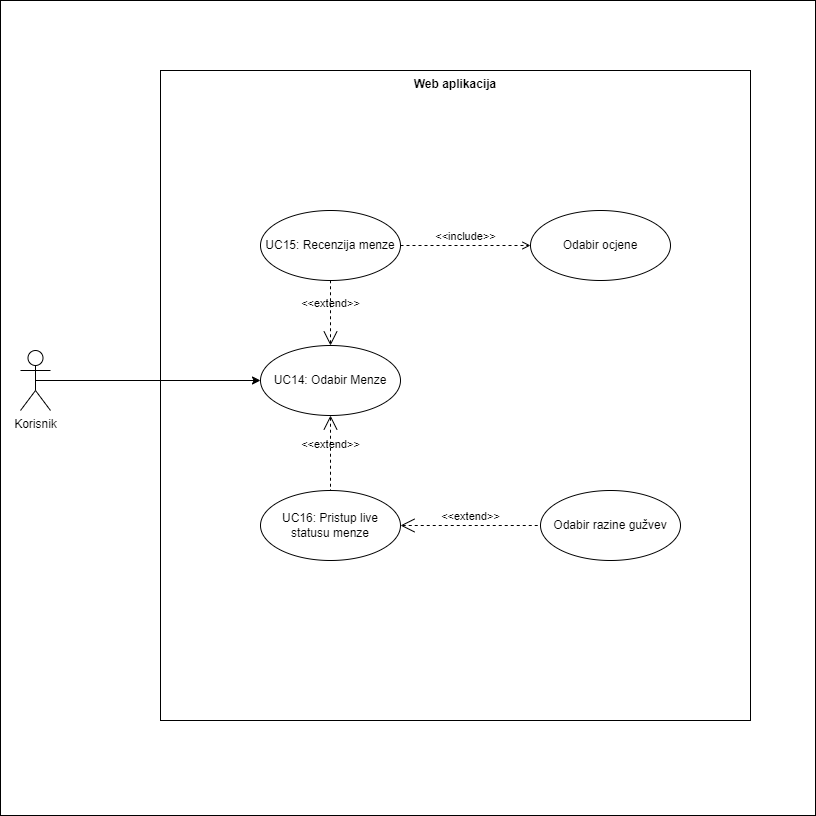 Web aplikacija
UC15: Recenzija menze
<<include>>
Odabir ocjene
<<extend>>
UC14: Odabir Menze
Korisnik
<<extend>>
UC16: Pristup live
statusu menze
<<extend>>
Odabir razine gužvev